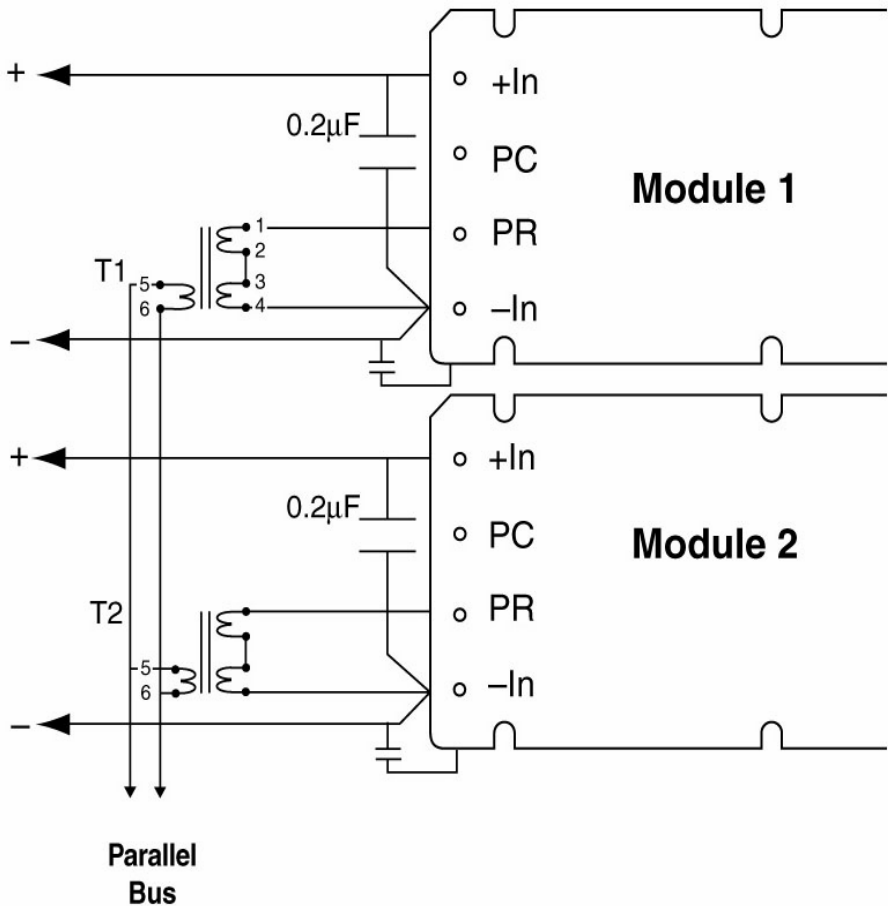 +
+In
0.2µF
PC
Module 1
1
PR
2
T1
5
3
6
4
–In
–
+
+In
0.2µF
PC
Module 2
T2
PR
5
6
–In
–
Parallel
Bus